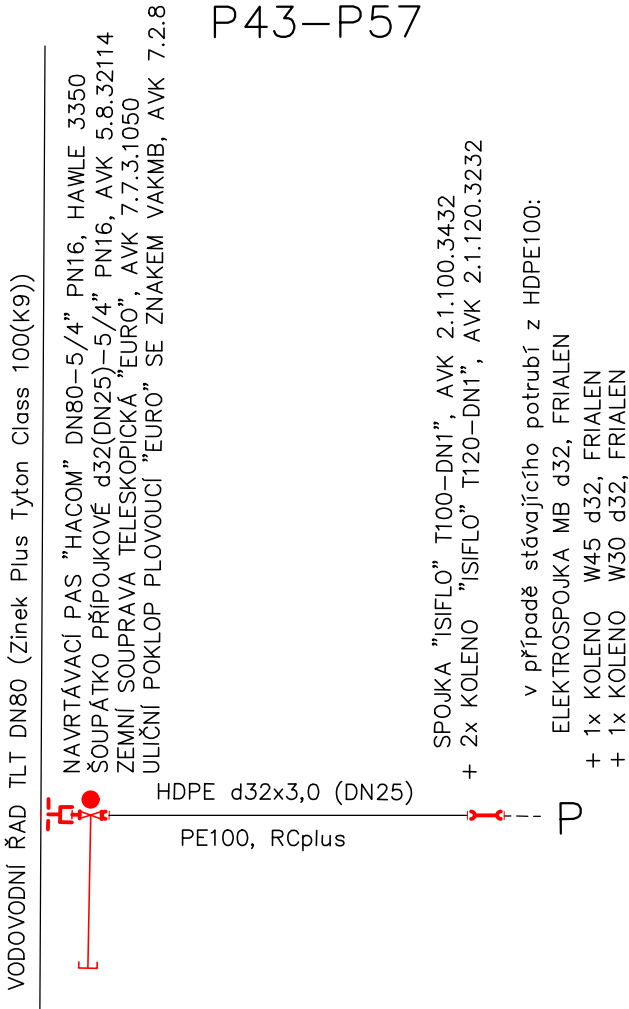 P43-P57
VODOVODNÍ ŘAD TLT DN80 (Zinek Plus Tyton Class 100(K9))
NAVRTÁVACÍ PAS "HACOM" DN80-5/4" PN16, HAWLE 3350
ŠOUPÁTKO PŘÍPOJKOVÉ d32(DN25)-5/4" PN16, AVK 5.8.32114
ZEMNÍ SOUPRAVA TELESKOPICKÁ "EURO", AVK 7.7.3.1050
ULIČNÍ POKLOP PLOVOUCÍ "EURO" SE ZNAKEM VAKMB, AVK 7.2.8
SPOJKA "ISIFLO" T100-DN1", AVK 2.1.100.3432
+ 2x KOLENO "ISIFLO" T120-DN1", AVK 2.1.120.3232
v případě stávajícího potrubí z HDPE100:
ELEKTROSPOJKA MB d32, FRIALEN
+ 1x KOLENO W45 d32, FRIALEN
+ 1x KOLENO W30 d32, FRIALEN
HDPE d32x3,0 (DN25)
PE100, RCplus
P